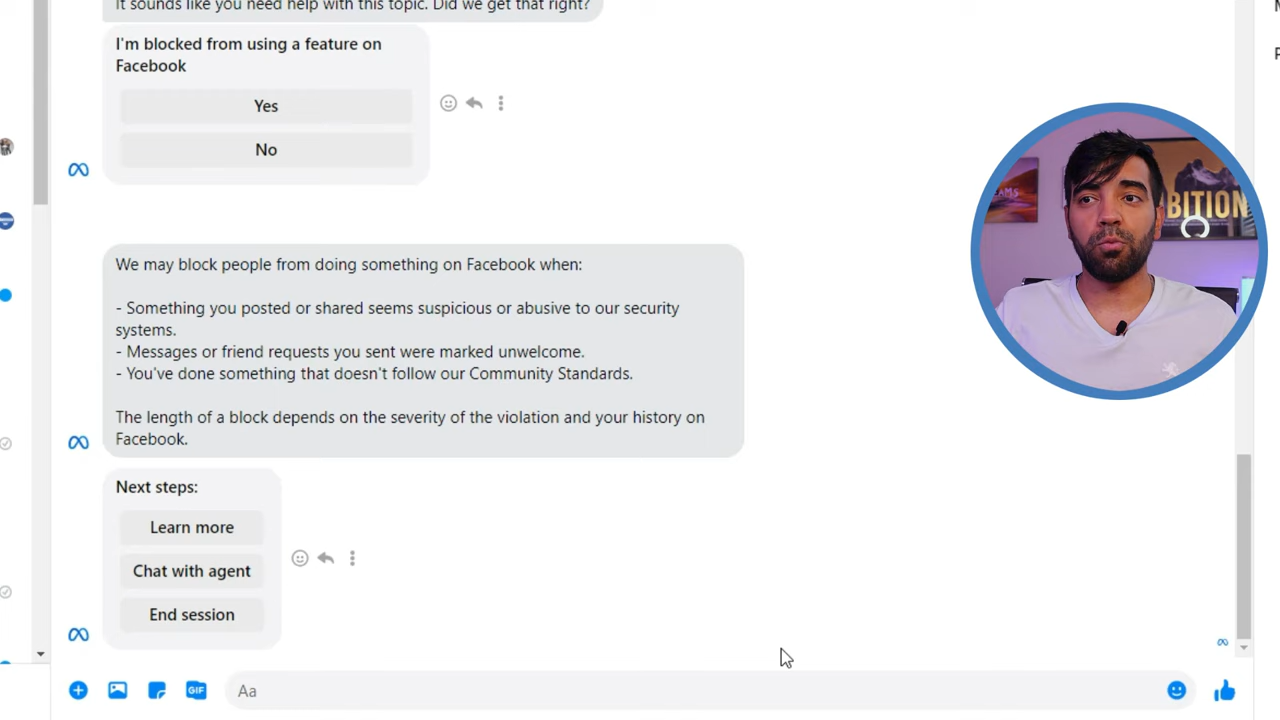 It sounds like you need help with this topic. Did we get that right?
I'm blocked from using a feature on
Facebook
Yes
No
We may block people from doing something on Facebook when:
- Something you posted or shared seems suspicious or abusive to our security
systems.
- Messages or friend requests you sent were marked unwelcome.
- You've done something that doesn't follow our Community Standards.
The length of a block depends on the severity of the violation and your history on
Facebook.
Next steps:
Learn more
Chat with agent
End session
GIF
Aa
EAMS
BITION